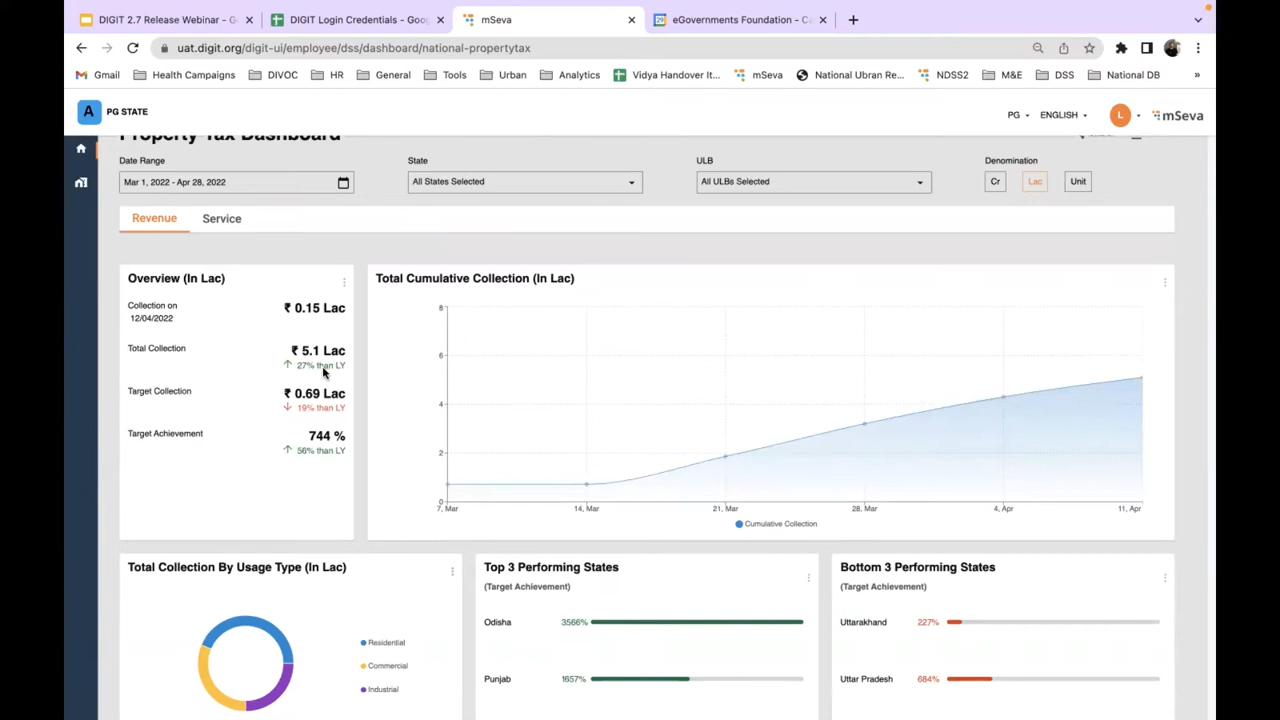 DIGIT 2.7 Release Webinar - G
DIGIT Login Credentials - Goog
mSeva
eGovernments Foundation - C
uat.digit.org/digit-ui/employee/dss/dashboard/national-propertytax
Gmail
Health Campaigns
DIVOC
HR
General
Tools
Urban
Analytics
Vidya Handover It...
mSeva
National Ubran Re...
NDSS2
M&E
DSS
National DB
»
A
PG STATE
PG
ENGLISH
L
mSeva
Property Tax Dashboard
Date Range
State
ULB
Denomination
Mar 1, 2022 - Apr 28, 2022
All States Selected
All ULBs Selected
Cr
Lac
Unit
Revenue
Service
Overview (In Lac)
Collection on
12/04/2022
₹ 0.15 Lac
Total Collection
₹ 5.1 Lac
27% than LY
Target Collection
₹ 0.69 Lac
19% than LY
Target Achievement
744 %
56% than LY
Total Cumulative Collection (In Lac)
8
6
4
2
0
7, Mar
14, Mar
21, Mar
28, Mar
4, Apr
11, Apr
Cumulative Collection
Total Collection By Usage Type (In Lac)
Residential
Commercial
Industrial
Top 3 Performing States
(Target Achievement)
Odisha 3566%
Punjab 1657%
Bottom 3 Performing States
(Target Achievement)
Uttarakhand 227%
Uttar Pradesh 684%